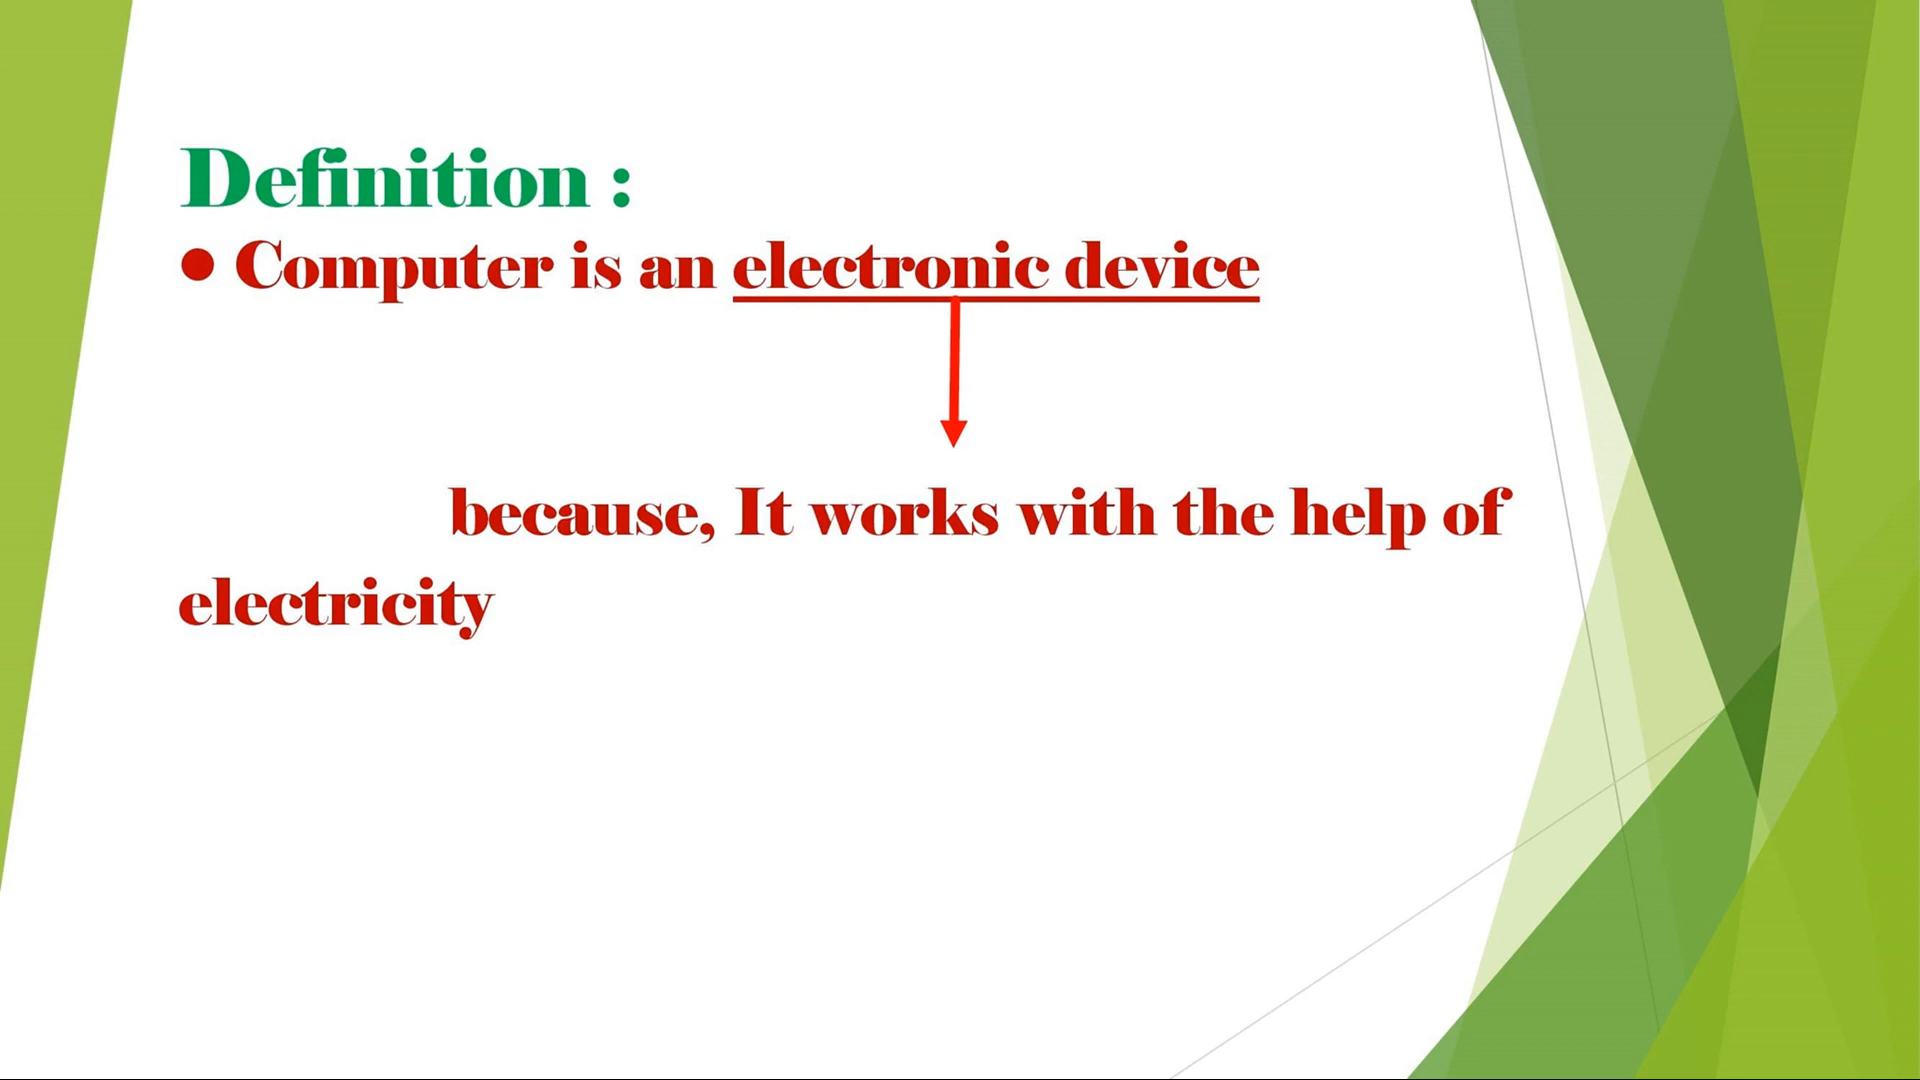 Definition :
● Computer is an electronic device
because, It works with the help of
electricity